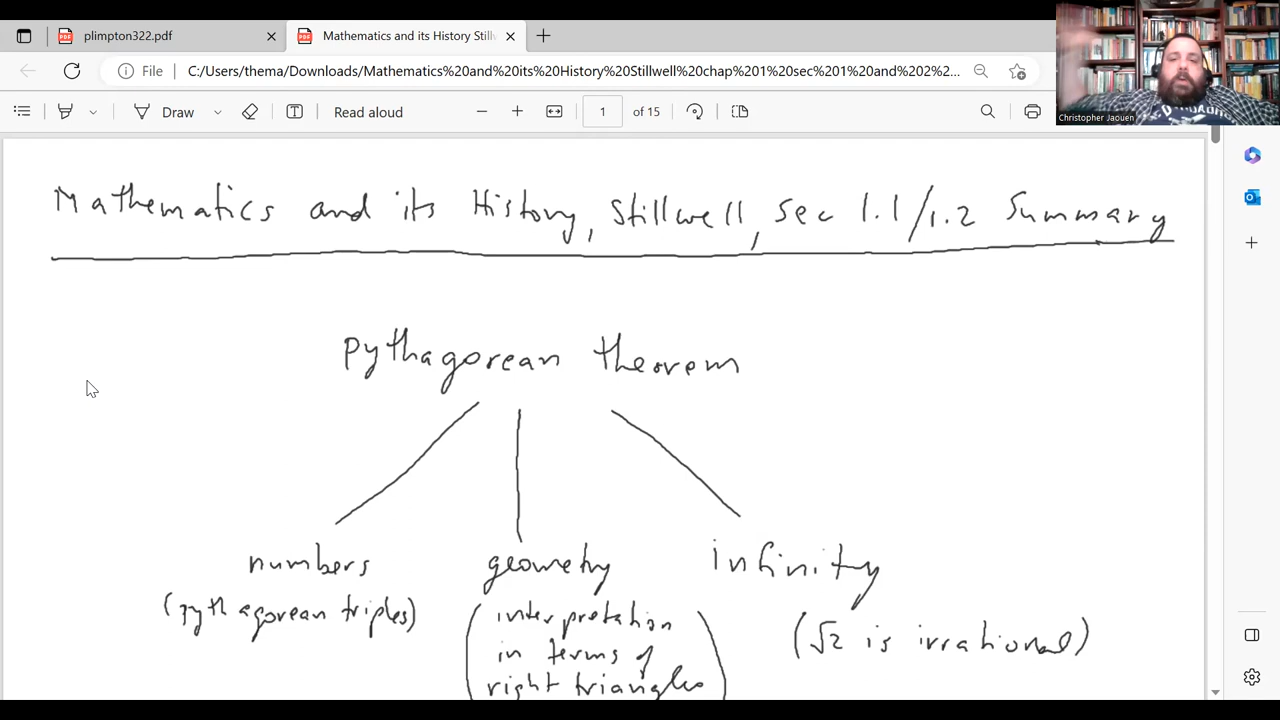 plimpton322.pdf
Mathematics and its History Stillv
File
C:/Users/thema/Downloads/Mathematics%20and%20its%20History%20Stillwell%20chap%201%20sec%201%20and%202%2...
Draw
Read aloud
1
of 15
Christopher Jaouen
Mathematics and its History, Stillwell, Sec 1.1/1.2 Summary
pythagorean theorem
numbers
(pythagorean triples)
geometry
(interpretation
in terms of
right triangles
infinity
(√2 is irrational)